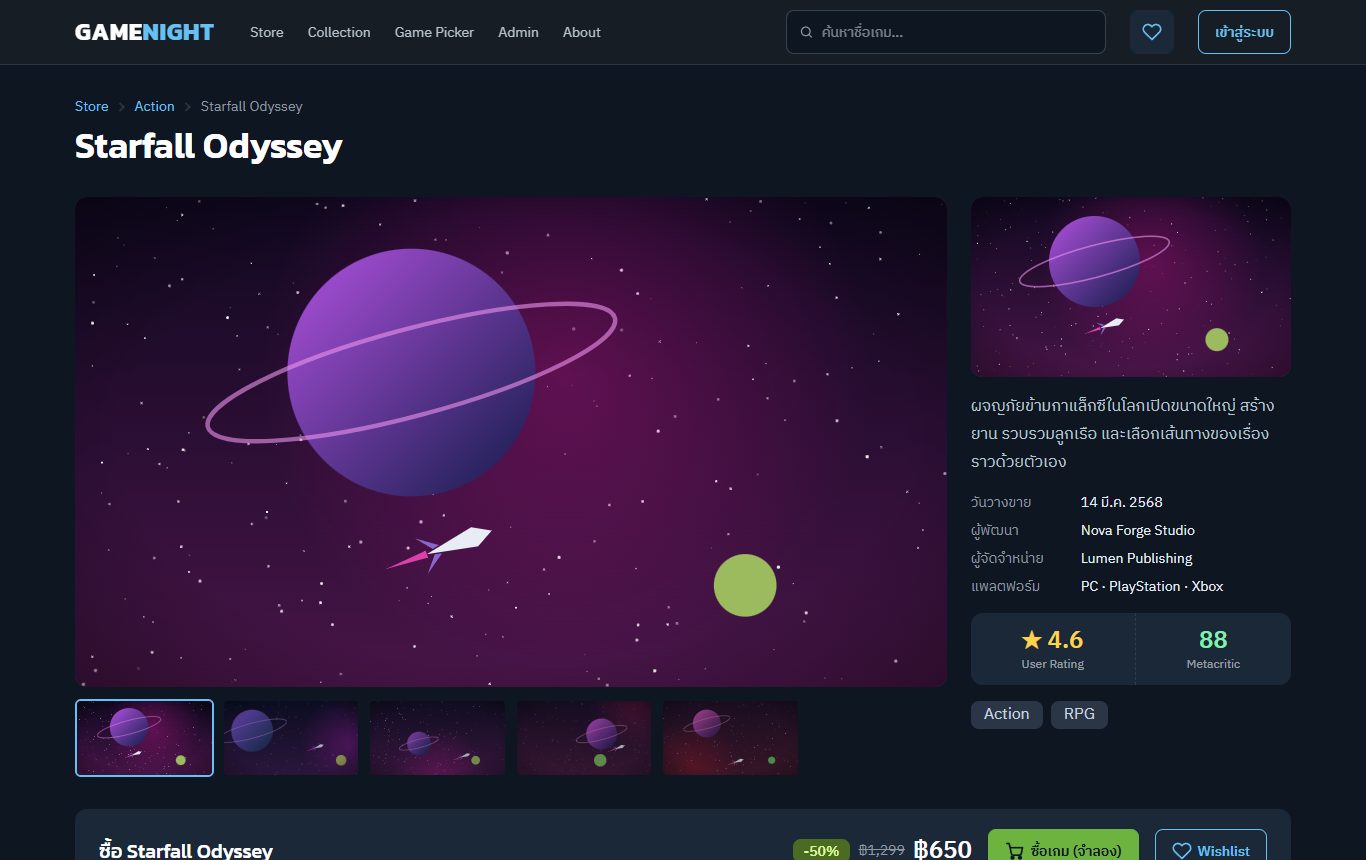 GAMENIGHT Store Collection Game Picker Admin About ค้นหาชื่อเกม... เข้าสู่ระบบ
Store > Action > Starfall Odyssey
Starfall Odyssey
ผจญภัยข้ามกาแล็กซีในโลกเปิดขนาดใหญ่ สร้าง
ยาน รวบรวมลูกเรือ และเลือกเส้นทางของเรื่อง
ราวด้วยตัวเอง
วันวางขาย 14 มี.ค. 2568
ผู้พัฒนา Nova Forge Studio
ผู้จัดจำหน่าย Lumen Publishing
แพลตฟอร์ม PC · PlayStation · Xbox
★ 4.6 88
User Rating Metacritic
Action RPG
ซื้อ Starfall Odyssey -50% ฿1,299 ฿650 ซื้อเกม (จำลอง) Wishlist